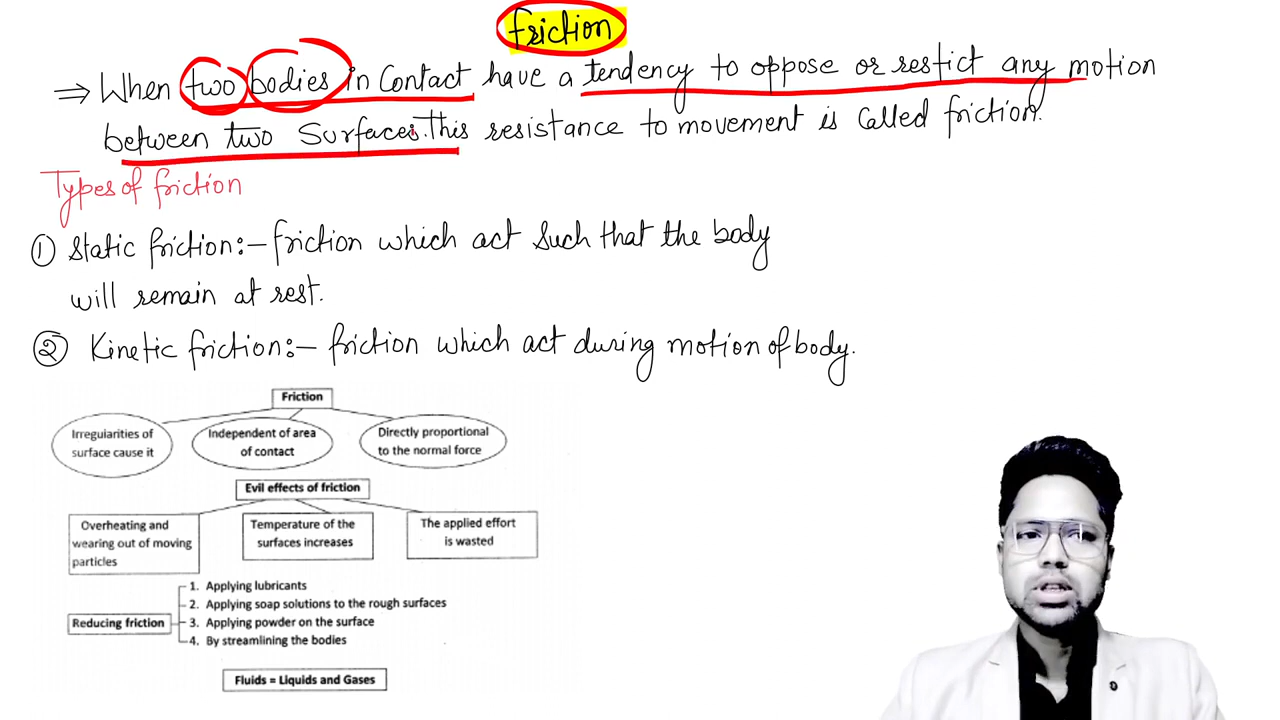 friction
⇒ When two bodies in Contact have a tendency to oppose or restict any motion
between two Surfaces. This resistance to movement is called friction.
Types of friction
① Static friction:- friction which act such that the body
will remain at rest.
② Kinetic friction:- friction which act during motion of body.
Friction
Irregularities of
surface cause it
Independent of area
of contact
Directly proportional
to the normal force
Evil effects of friction
Overheating and
wearing out of moving
particles
Temperature of the
surfaces increases
The applied effort
is wasted
Reducing friction
1. Applying lubricants
2. Applying soap solutions to the rough surfaces
3. Applying powder on the surface
4. By streamlining the bodies
Fluids = Liquids and Gases